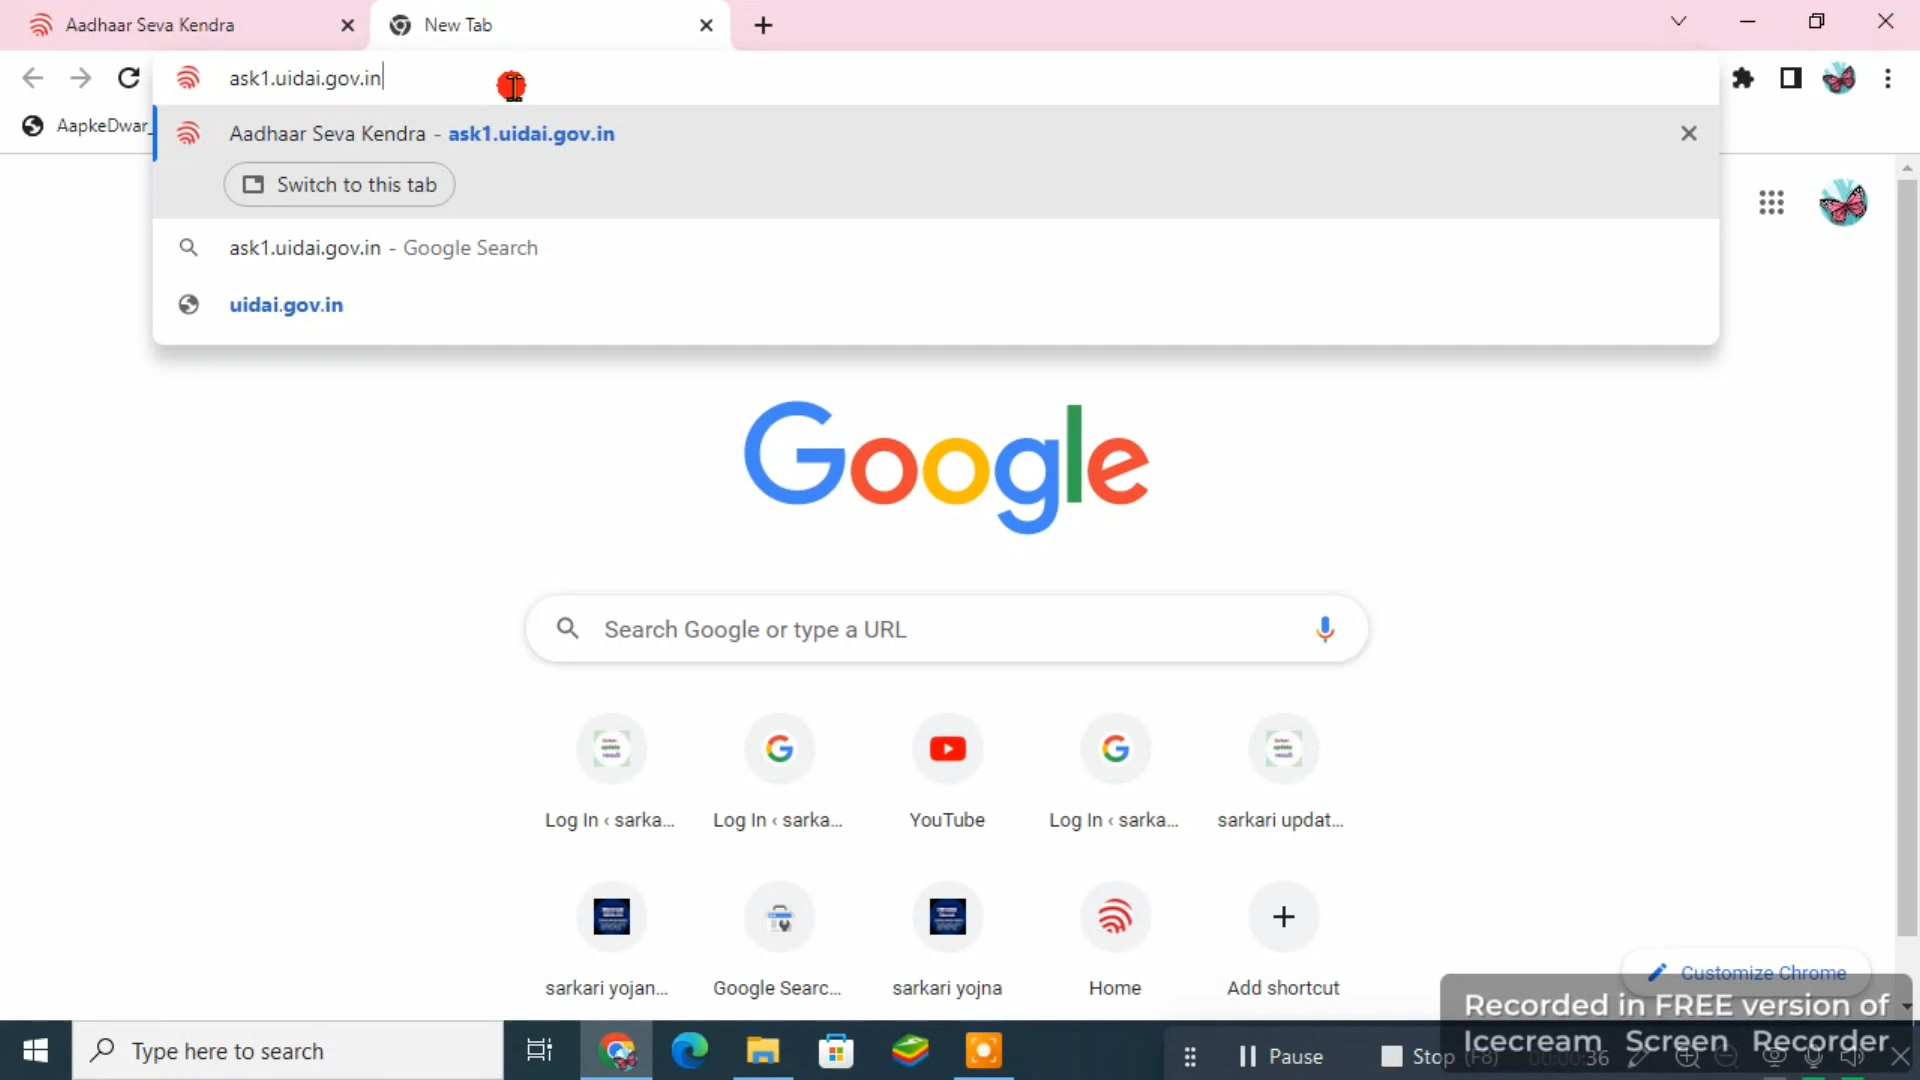 Aadhaar Seva Kendra
New Tab
ask1.uidai.gov.in
AapkeDwar_
Aadhaar Seva Kendra - ask1.uidai.gov.in
Switch to this tab
ask1.uidai.gov.in - Google Search
uidai.gov.in
Google
Search Google or type a URL
Log In ‹ sarka...
Log In ‹ sarka...
YouTube
Log In ‹ sarka...
sarkari updat...
sarkari yojan...
Google Searc...
sarkari yojna
Home
Add shortcut
Customize Chrome
Recorded in FREE version of
Icecream Screen Recorder
Type here to search
Pause
Stop (F8)